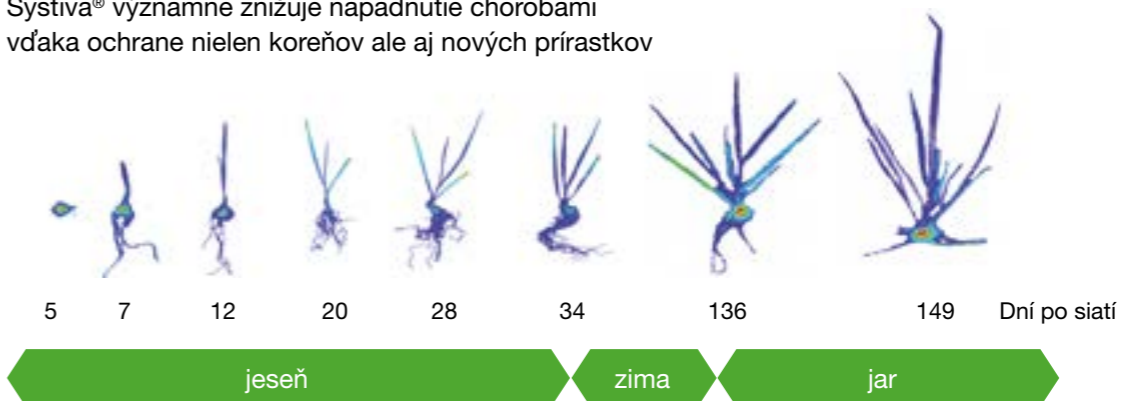 Systiva® významne znižuje napadnutie chorobami
vďaka ochrane nielen koreňov ale aj nových prírastkov
5 7 12 20 28 34 136 149 Dní po siatí
jeseň zima jar